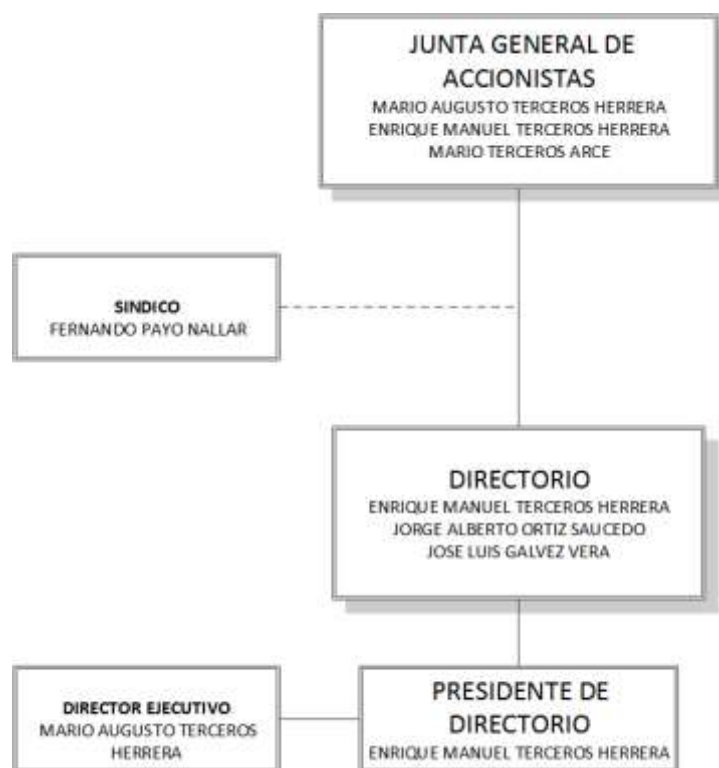 JUNTA GENERAL DE
ACCIONISTAS
MARIO AUGUSTO TERCEROS HERRERA
ENRIQUE MANUEL TERCEROS HERRERA
MARIO TERCEROS ARCE
SINDICO
FERNANDO PAYO NALLAR
DIRECTORIO
ENRIQUE MANUEL TERCEROS HERRERA
JORGE ALBERTO ORTIZ SAUCEDO
JOSE LUIS GALVEZ VERA
DIRECTOR EJECUTIVO
MARIO AUGUSTO TERCEROS
HERRERA
PRESIDENTE DE
DIRECTORIO
ENRIQUE MANUEL TERCEROS HERRERA